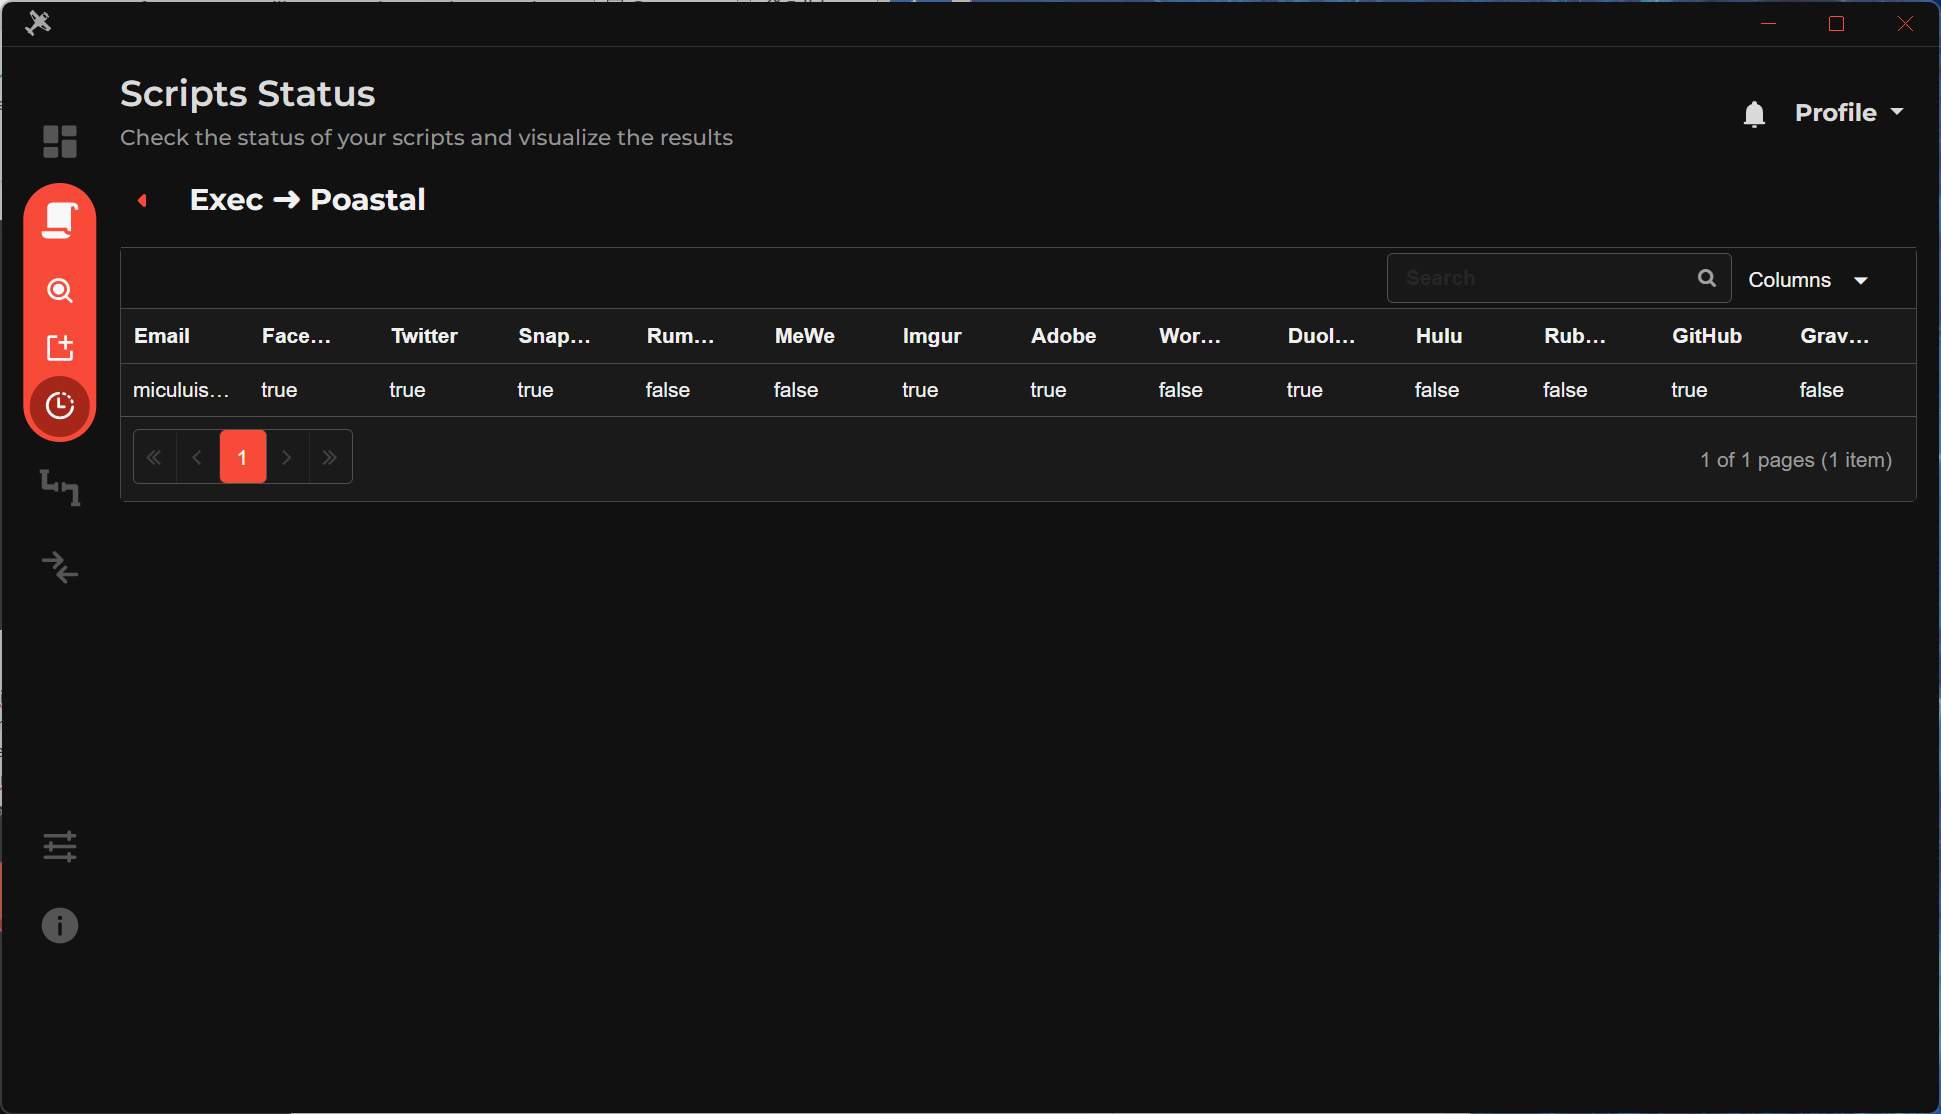 Scripts Status
Check the status of your scripts and visualize the results
Profile
Exec ➜ Poastal
Search
Columns
Email Face... Twitter Snap... Rum... MeWe Imgur Adobe Wor... Duol... Hulu Rub... GitHub Grav...
miculuis... true true true false false true true false true false false true false
« ‹ 1 › »
1 of 1 pages (1 item)